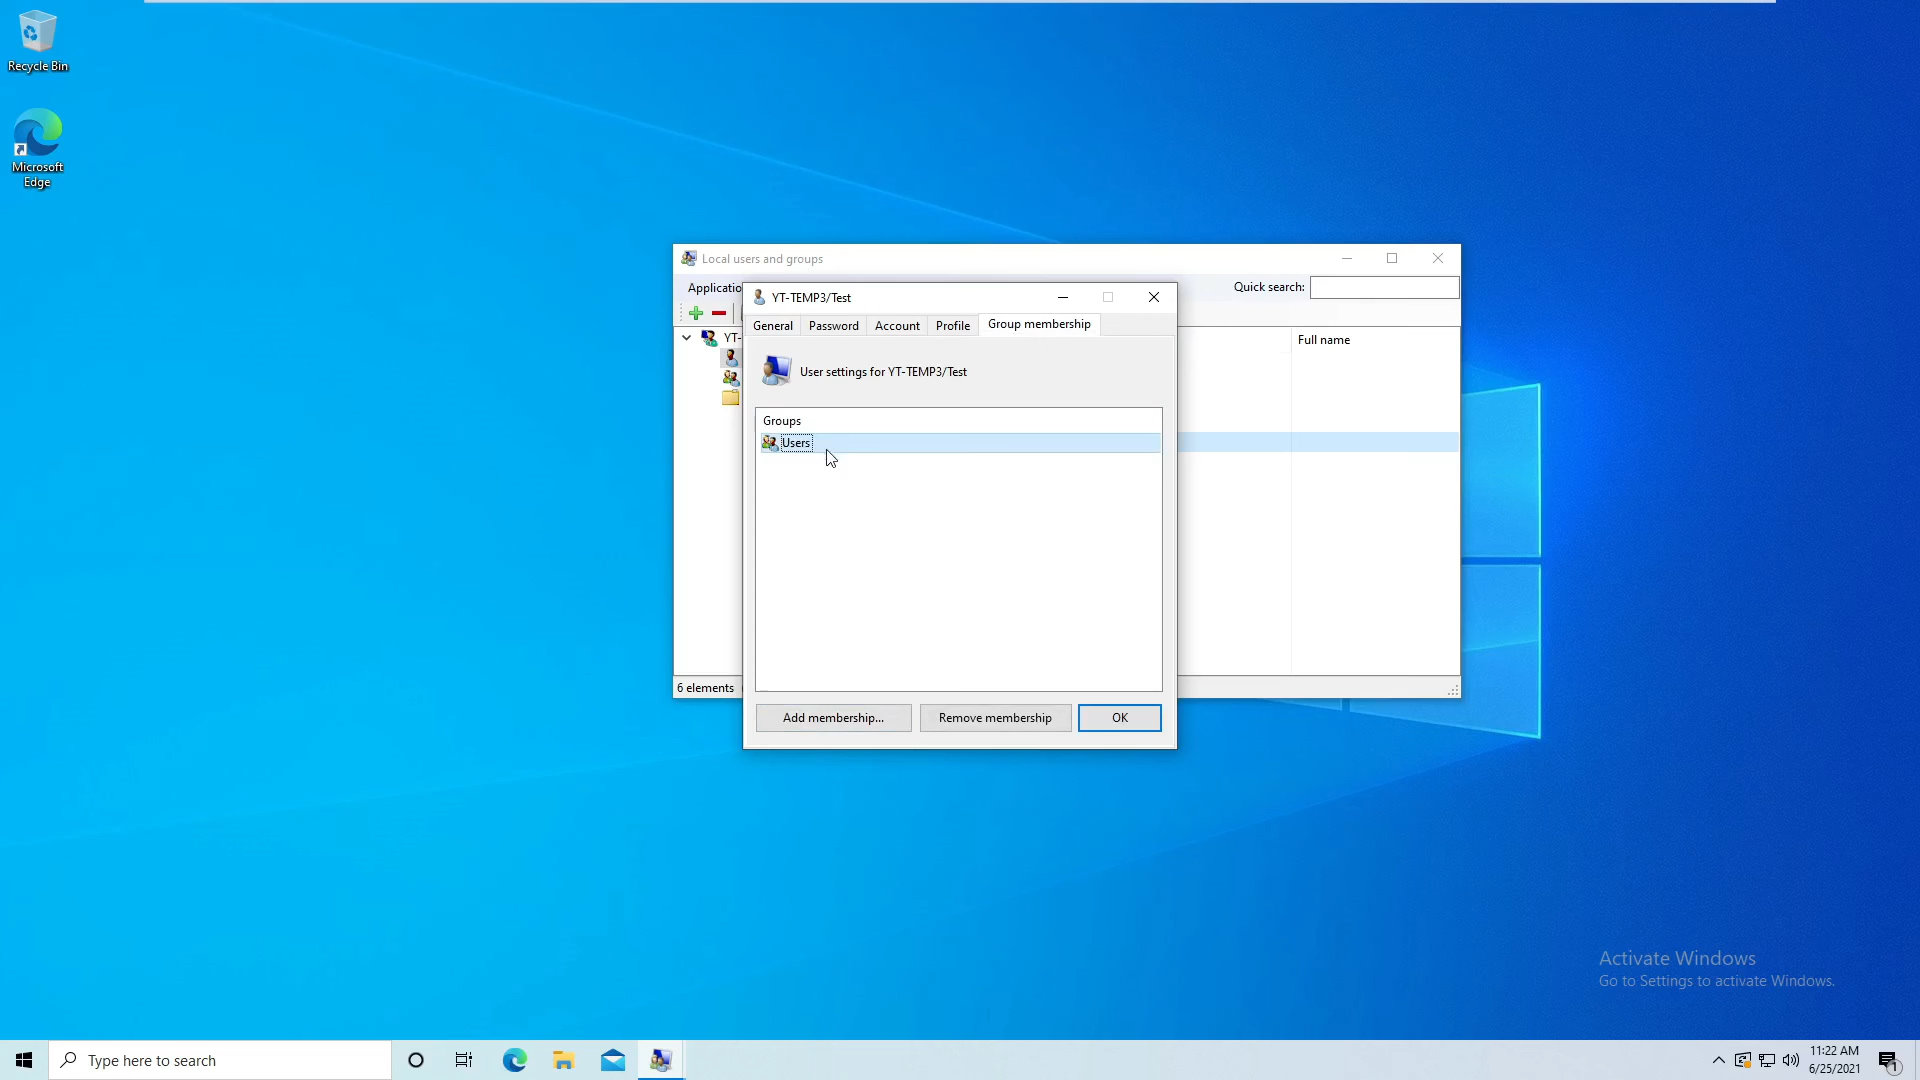 Recycle Bin
Microsoft
Edge
Local users and groups
Applicatio
Quick search:
YT-TEMP3/Test
General
Password
Account
Profile
Group membership
YT-
Full name
User settings for YT-TEMP3/Test
Groups
Users
6 elements
Add membership...
Remove membership
OK
Activate Windows
Go to Settings to activate Windows.
Type here to search
11:22 AM
6/25/2021
1